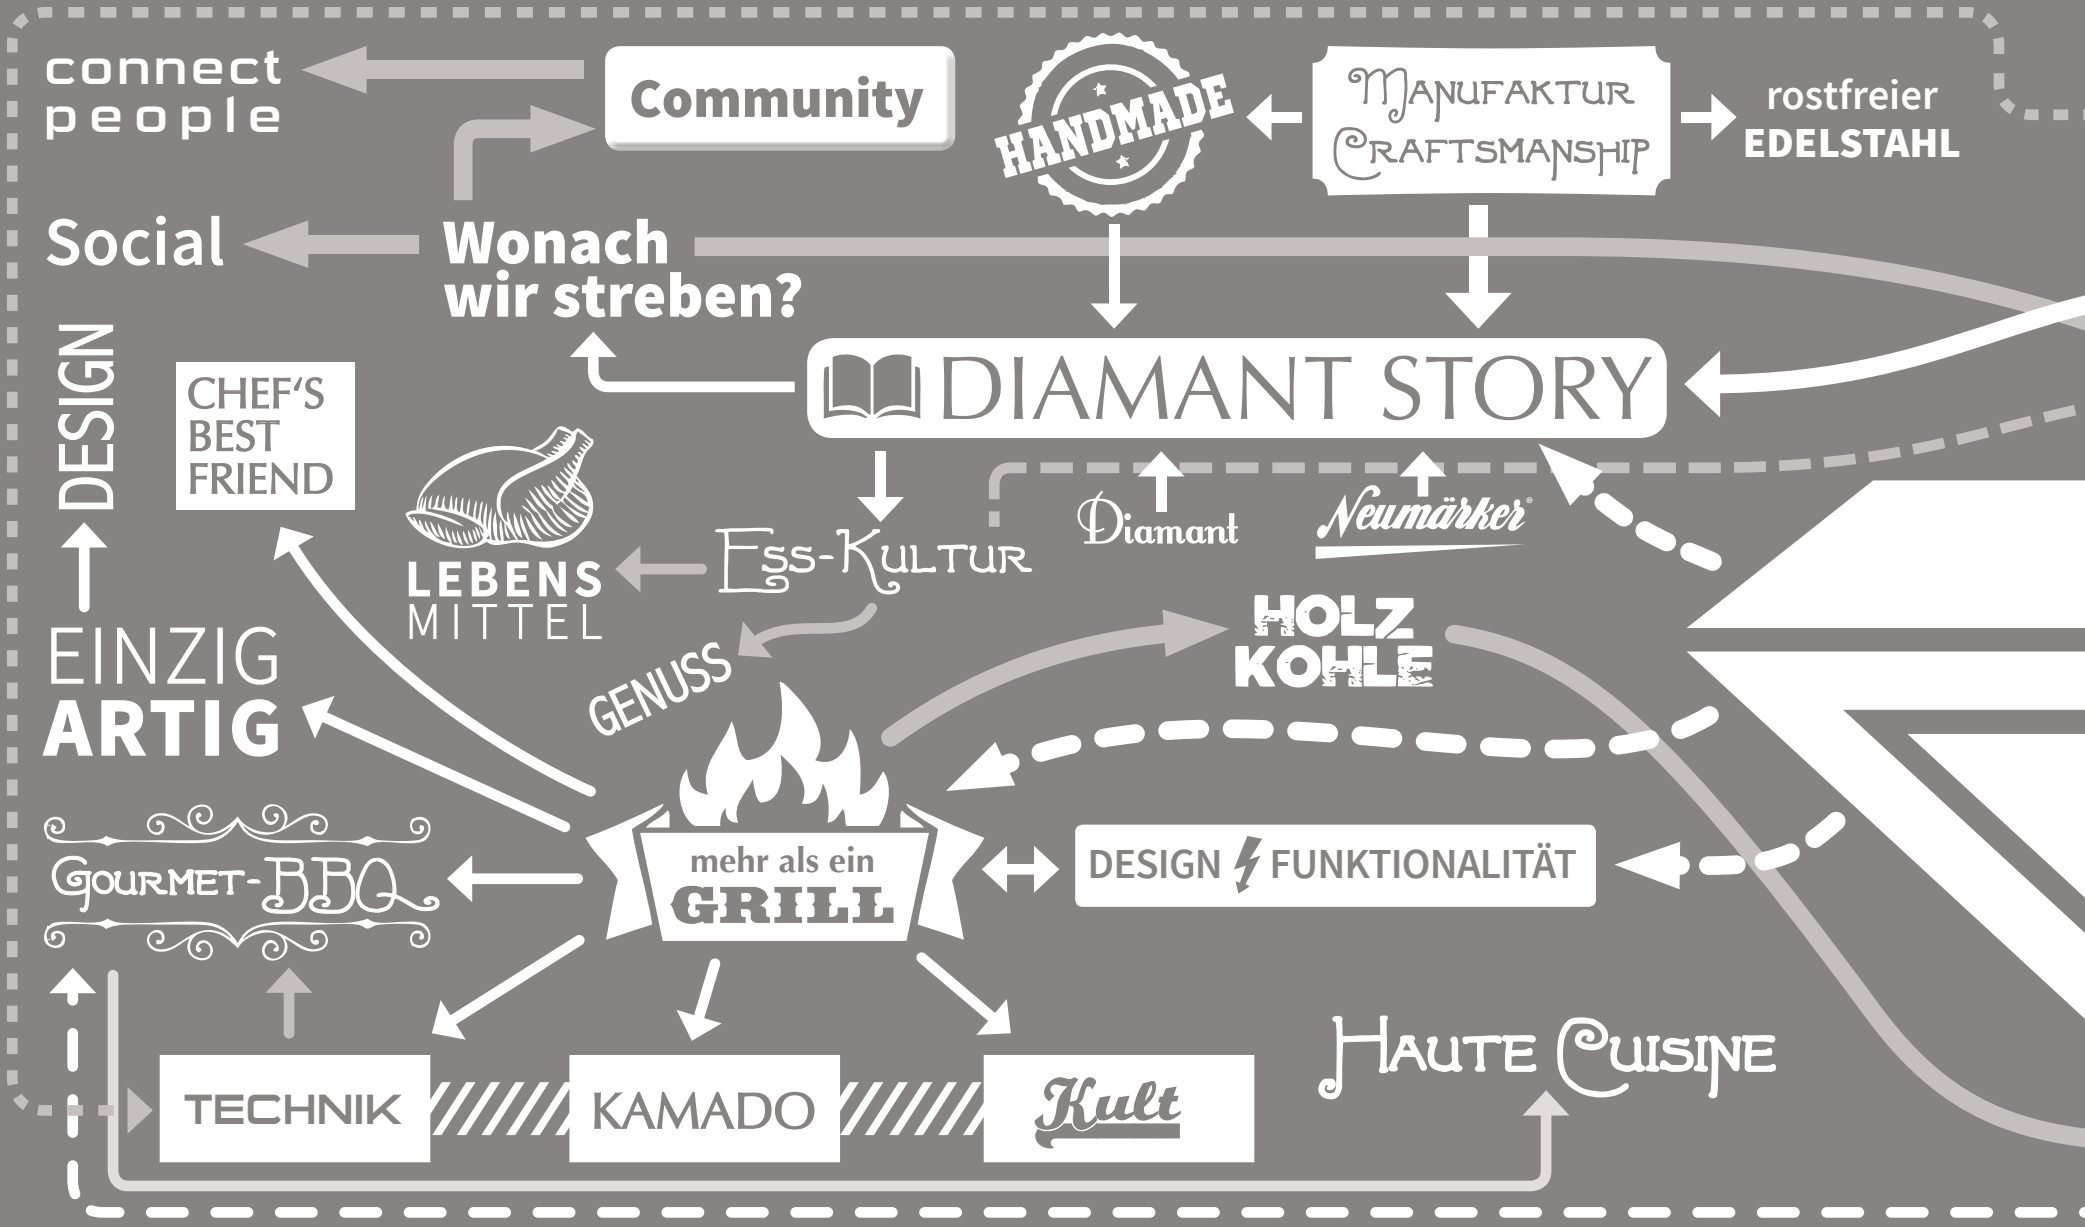 connect
people
Community
HANDMADE
MANUFAKTUR
CRAFTSMANSHIP
rostfreier
EDELSTAHL
Social
Wonach
wir streben?
DIAMANT STORY
DESIGN
CHEF‘S
BEST
FRIEND
LEBENS
MITTEL
ESS-KULTUR
Diamant
Neumärker®
GENUSS
HOLZ
KOHLE
EINZIG
ARTIG
GOURMET-BBQ
mehr als ein
GRILL
DESIGN FUNKTIONALITÄT
TECHNIK
KAMADO
Kult
HAUTE CUISINE